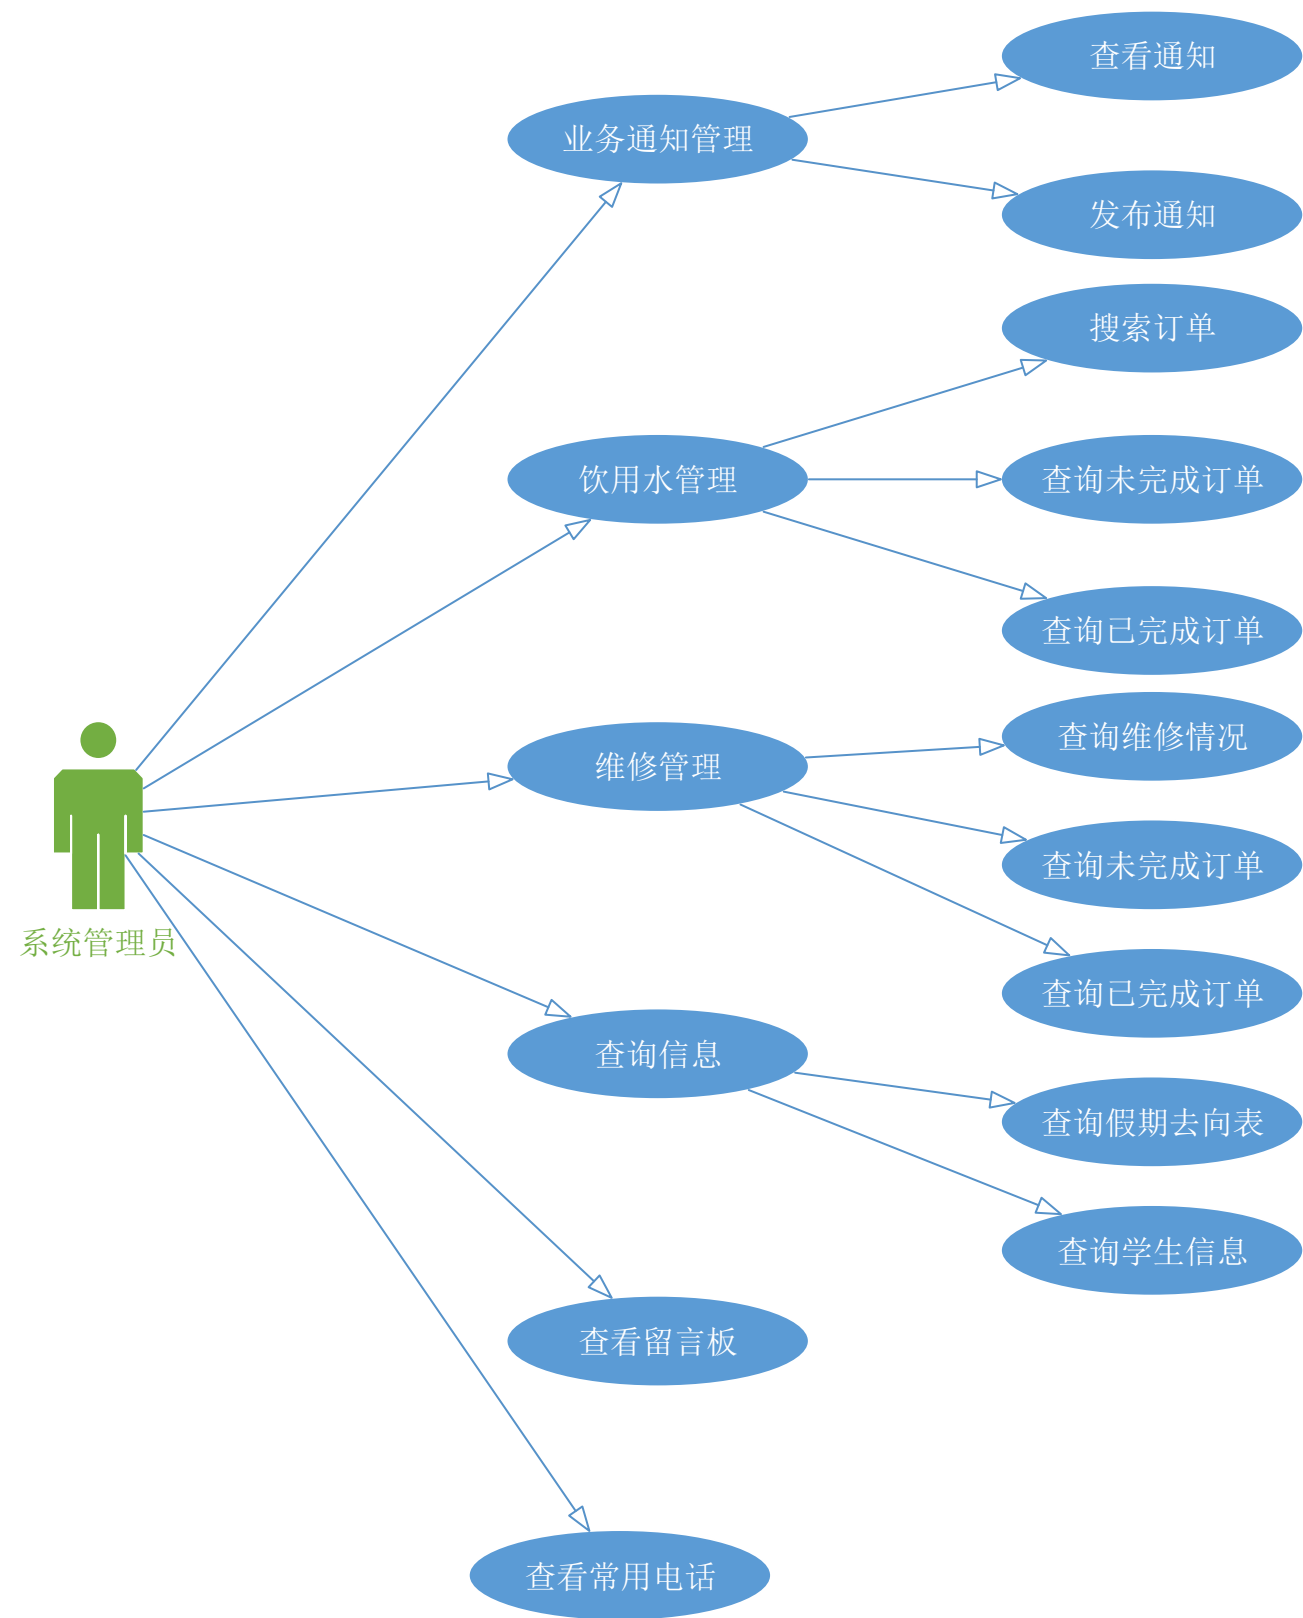 查看通知
业务通知管理
发布通知
搜索订单
饮用水管理
查询未完成订单
查询已完成订单
查询维修情况
维修管理
查询未完成订单
系统管理员
查询已完成订单
查询信息
查询假期去向表
查询学生信息
查看留言板
查看常用电话